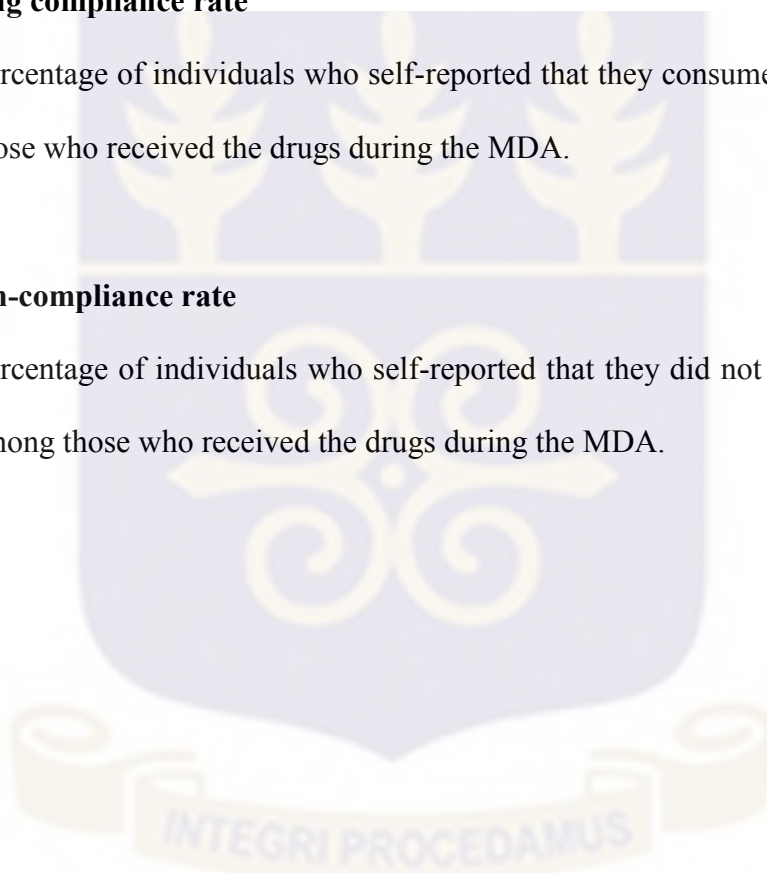 ng compliance rate
rcentage of individuals who self-reported that they consume
ose who received the drugs during the MDA.
n-compliance rate
rcentage of individuals who self-reported that they did not
nong those who received the drugs during the MDA.
INTEGRI PROCEDAMUS